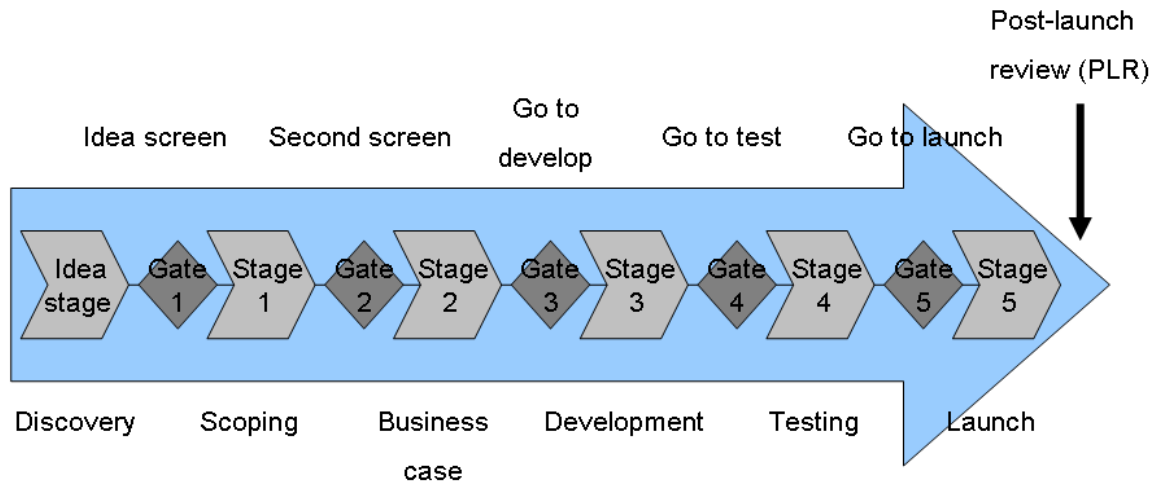 Post-launch
review (PLR)
Idea screen
Second screen
Go to
develop
Go to test
Go to launch
Idea
stage
Gate
1
Stage
1
Gate
2
Stage
2
Gate
3
Stage
3
Gate
4
Stage
4
Gate
5
Stage
5
Discovery
Scoping
Business
case
Development
Testing
Launch